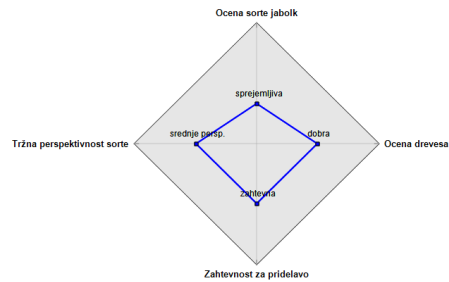 Ocena sorte jabolk
sprejemljiva
srednje persp.
dobra
Tržna perspektivnost sorte
Ocena drevesa
zahtevna
Zahtevnost za pridelavo